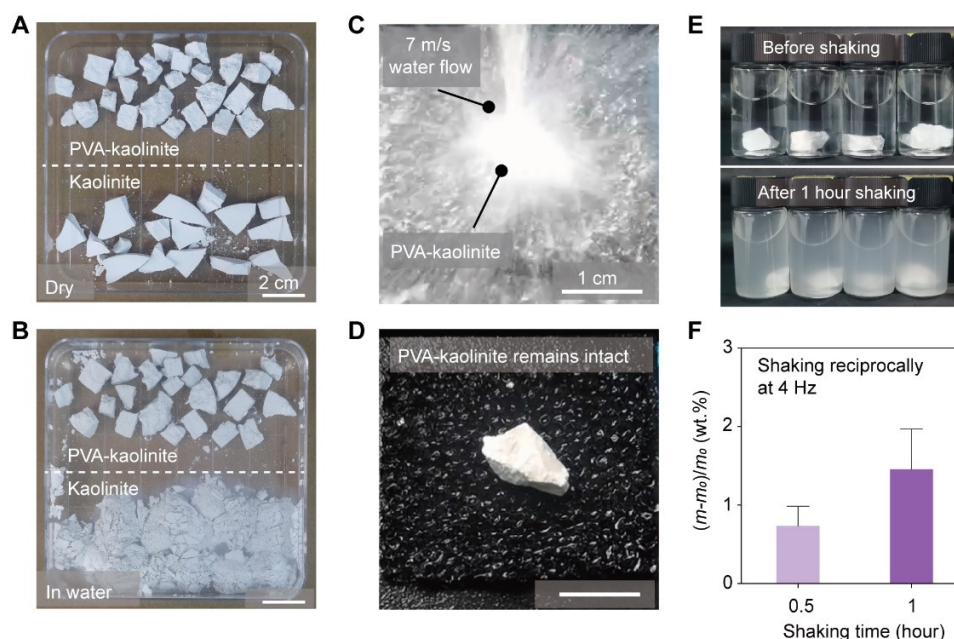 A
PVA-kaolinite
Kaolinite
Dry
2 cm
B
PVA-kaolinite
Kaolinite
In water
C
7 m/s
water flow
PVA-kaolinite
1 cm
D
PVA-kaolinite remains intact
E
Before shaking
After 1 hour shaking
F
Shaking reciprocally
at 4 Hz
(m-m₀)/m₀ (wt.%)
3
2
1
0
0.5
1
Shaking time (hour)